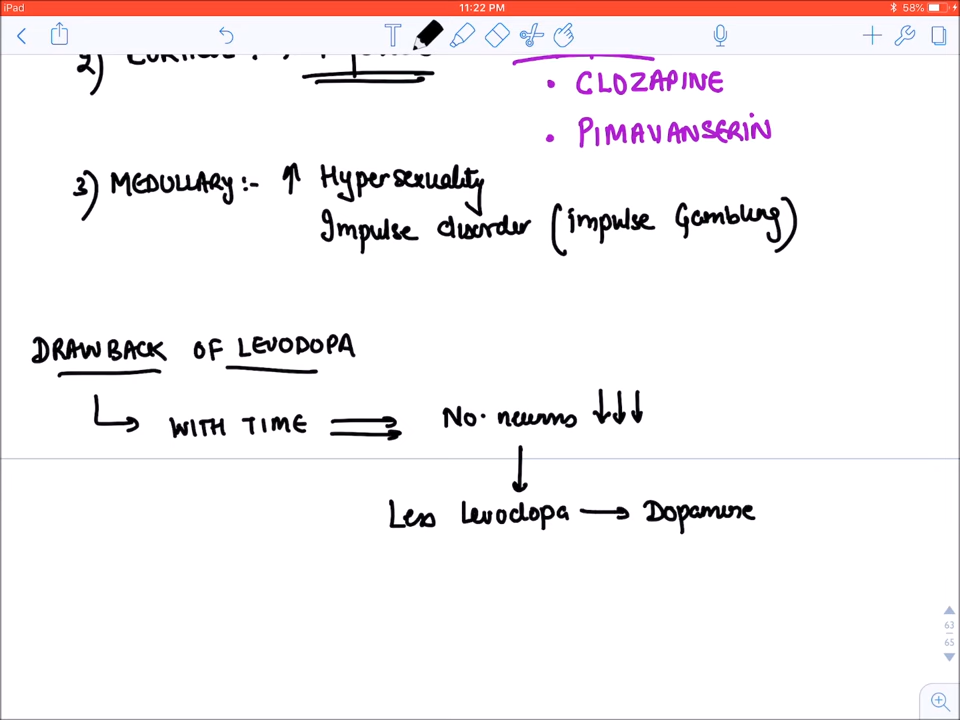 iPad 11:22 PM 58%
T
2)
• CLOZAPINE
• PIMAVANSERIN
3) MEDULLARY :- ↑ Hypersexuality
Impulse disorder (impulse Gambling)
DRAWBACK OF LEVODOPA
WITH TIME ⇒ No. neurons ↓↓↓
↓
Less levodopa → Dopamine
63
65